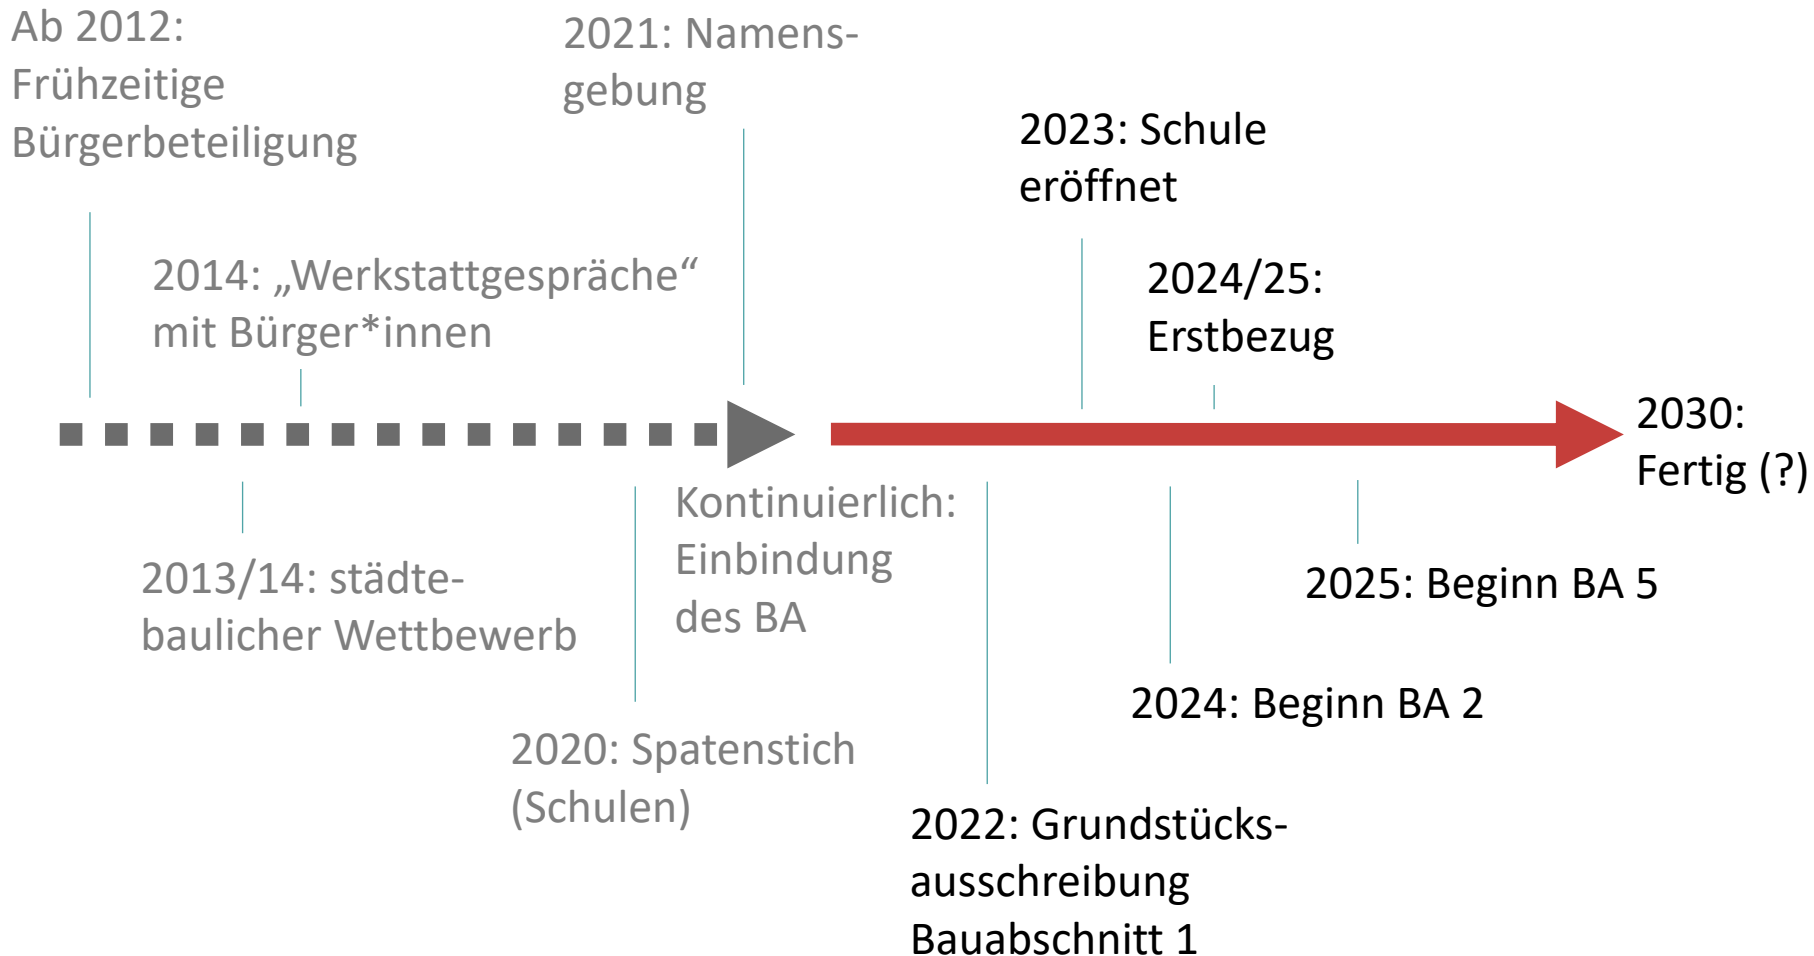 Ab 2012:
Frühzeitige
Bürgerbeteiligung
2021: Namens-
gebung
2023: Schule
eröffnet
2014: „Werkstattgespräche“
mit Bürger*innen
2024/25:
Erstbezug
2030:
Fertig (?)
Kontinuierlich:
Einbindung
des BA
2013/14: städte-
baulicher Wettbewerb
2025: Beginn BA 5
2024: Beginn BA 2
2020: Spatenstich
(Schulen)
2022: Grundstücks-
ausschreibung
Bauabschnitt 1